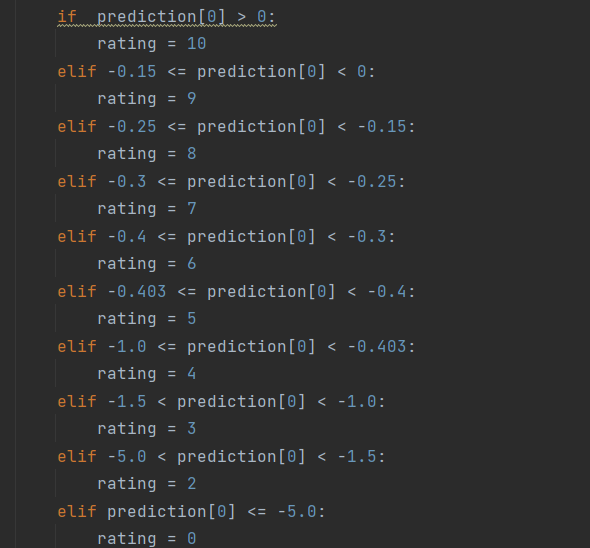 if  prediction[0] > 0:
    rating = 10
elif -0.15 <= prediction[0] < 0:
    rating = 9
elif -0.25 <= prediction[0] < -0.15:
    rating = 8
elif -0.3 <= prediction[0] < -0.25:
    rating = 7
elif -0.4 <= prediction[0] < -0.3:
    rating = 6
elif -0.403 <= prediction[0] < -0.4:
    rating = 5
elif -1.0 <= prediction[0] < -0.403:
    rating = 4
elif -1.5 < prediction[0] < -1.0:
    rating = 3
elif -5.0 < prediction[0] < -1.5:
    rating = 2
elif prediction[0] <= -5.0:
    rating = 0